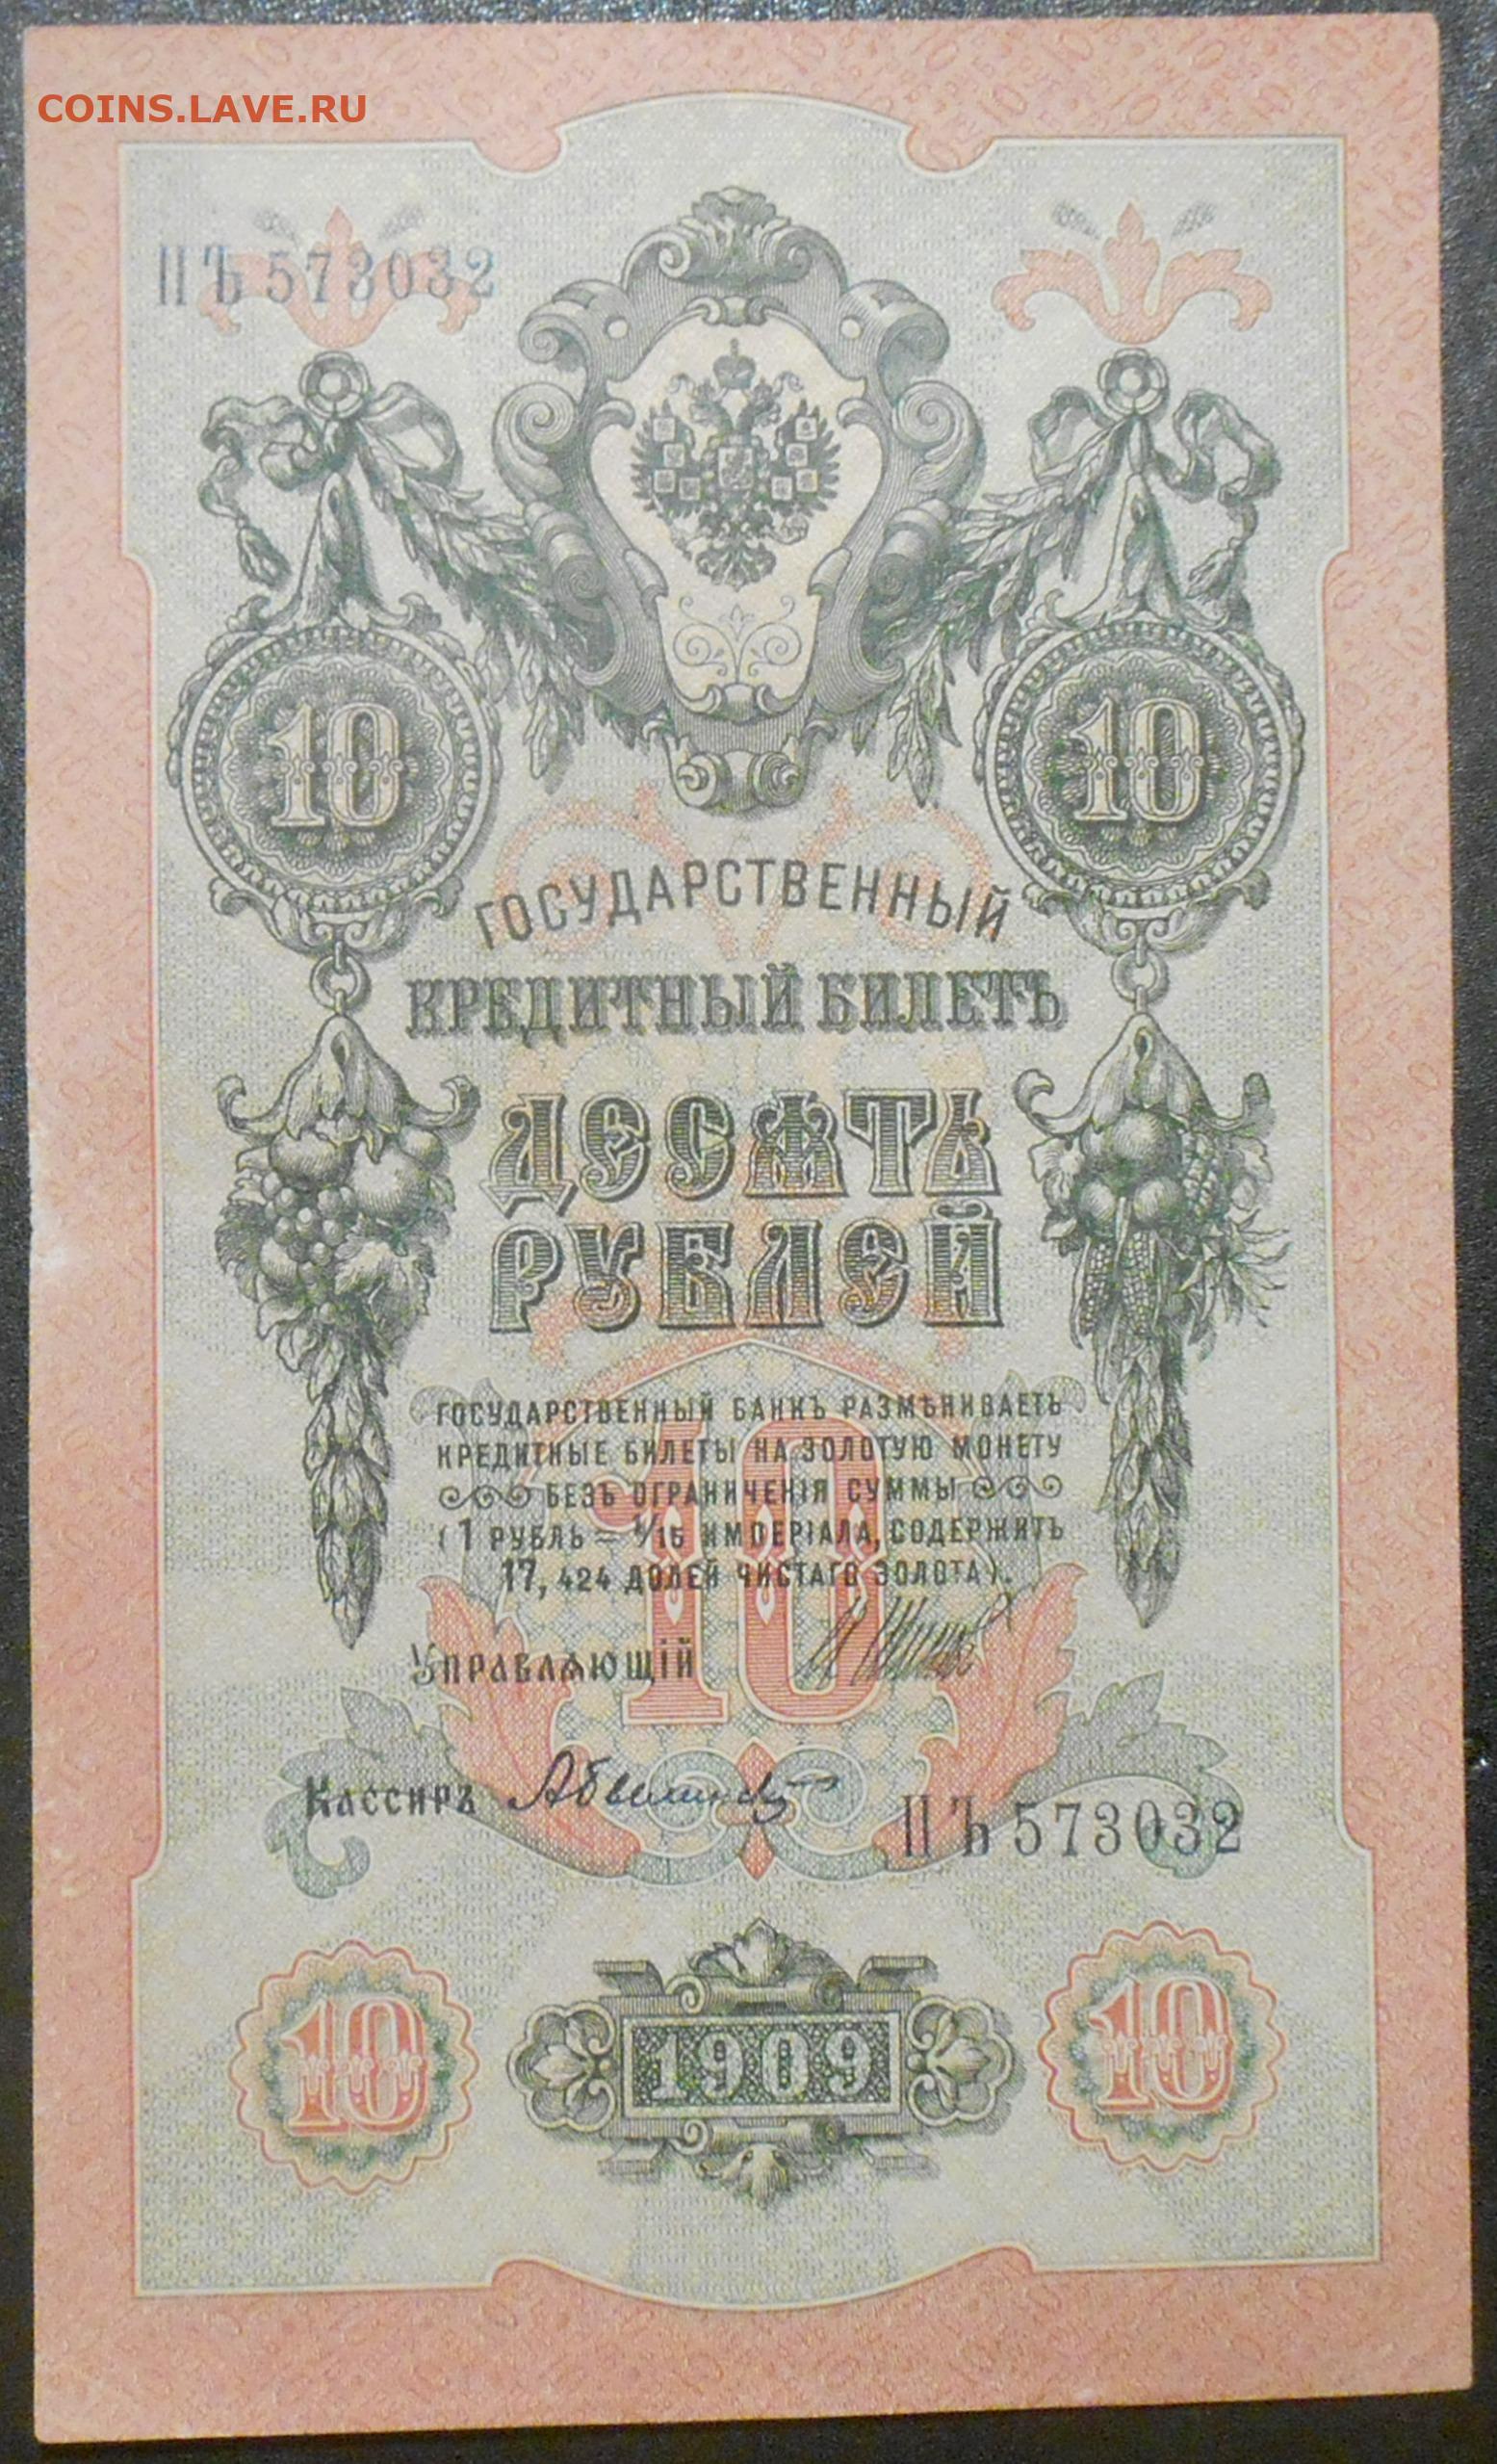 COINS.LAVE.RU
ПЪ 573032
10 10
ГОСУДАРСТВЕННЫЙ
КРЕДИТНЫЙ БИЛЕТЪ
ДЕСѦТЬ
РУБЛЕЙ
ГОСУДАРСТВЕННЫЙ БАНКЪ РАЗМѢНИВАЕТЪ
КРЕДИТНЫЕ БИЛЕТЫ НА ЗОЛОТУЮ МОНЕТУ
БЕЗЪ ОГРАНИЧЕНІЯ СУММЫ
(1 РУБЛЬ = 1/15 ИМПЕРІАЛА, СОДЕРЖИТЪ
17,424 ДОЛЕЙ ЧИСТАГО ЗОЛОТА).
10
УПРАВЛѦЮЩІЙ
КАССИРЪ
ПЪ 573032
10 1909 10